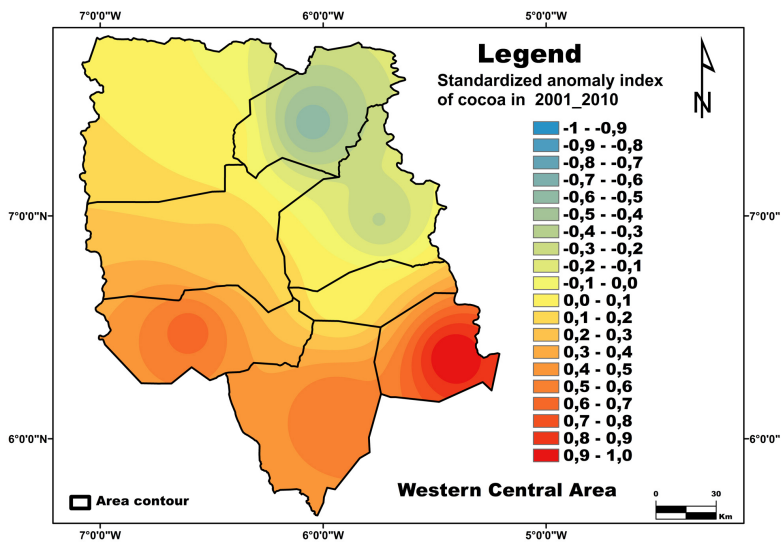 7°0'0"W 6°0'0"W 5°0'0"W
Legend
Standardized anomaly index
of cocoa in 2001_2010
N
-1 - -0,9
-0,9 - -0,8
-0,8 - -0,7
-0,7 - -0,6
-0,6 - -0,5
-0,5 - -0,4
-0,4 - -0,3
-0,3 - -0,2
-0,2 - -0,1
-0,1 - 0,0
0,0 - 0,1
0,1 - 0,2
0,2 - 0,3
0,3 - 0,4
0,4 - 0,5
0,5 - 0,6
0,6 - 0,7
0,7 - 0,8
0,8 - 0,9
0,9 - 1,0
7°0'0"N 7°0'0"N
6°0'0"N 6°0'0"N
Western Central Area
Area contour
0 30
Km
7°0'0"W 6°0'0"W 5°0'0"W